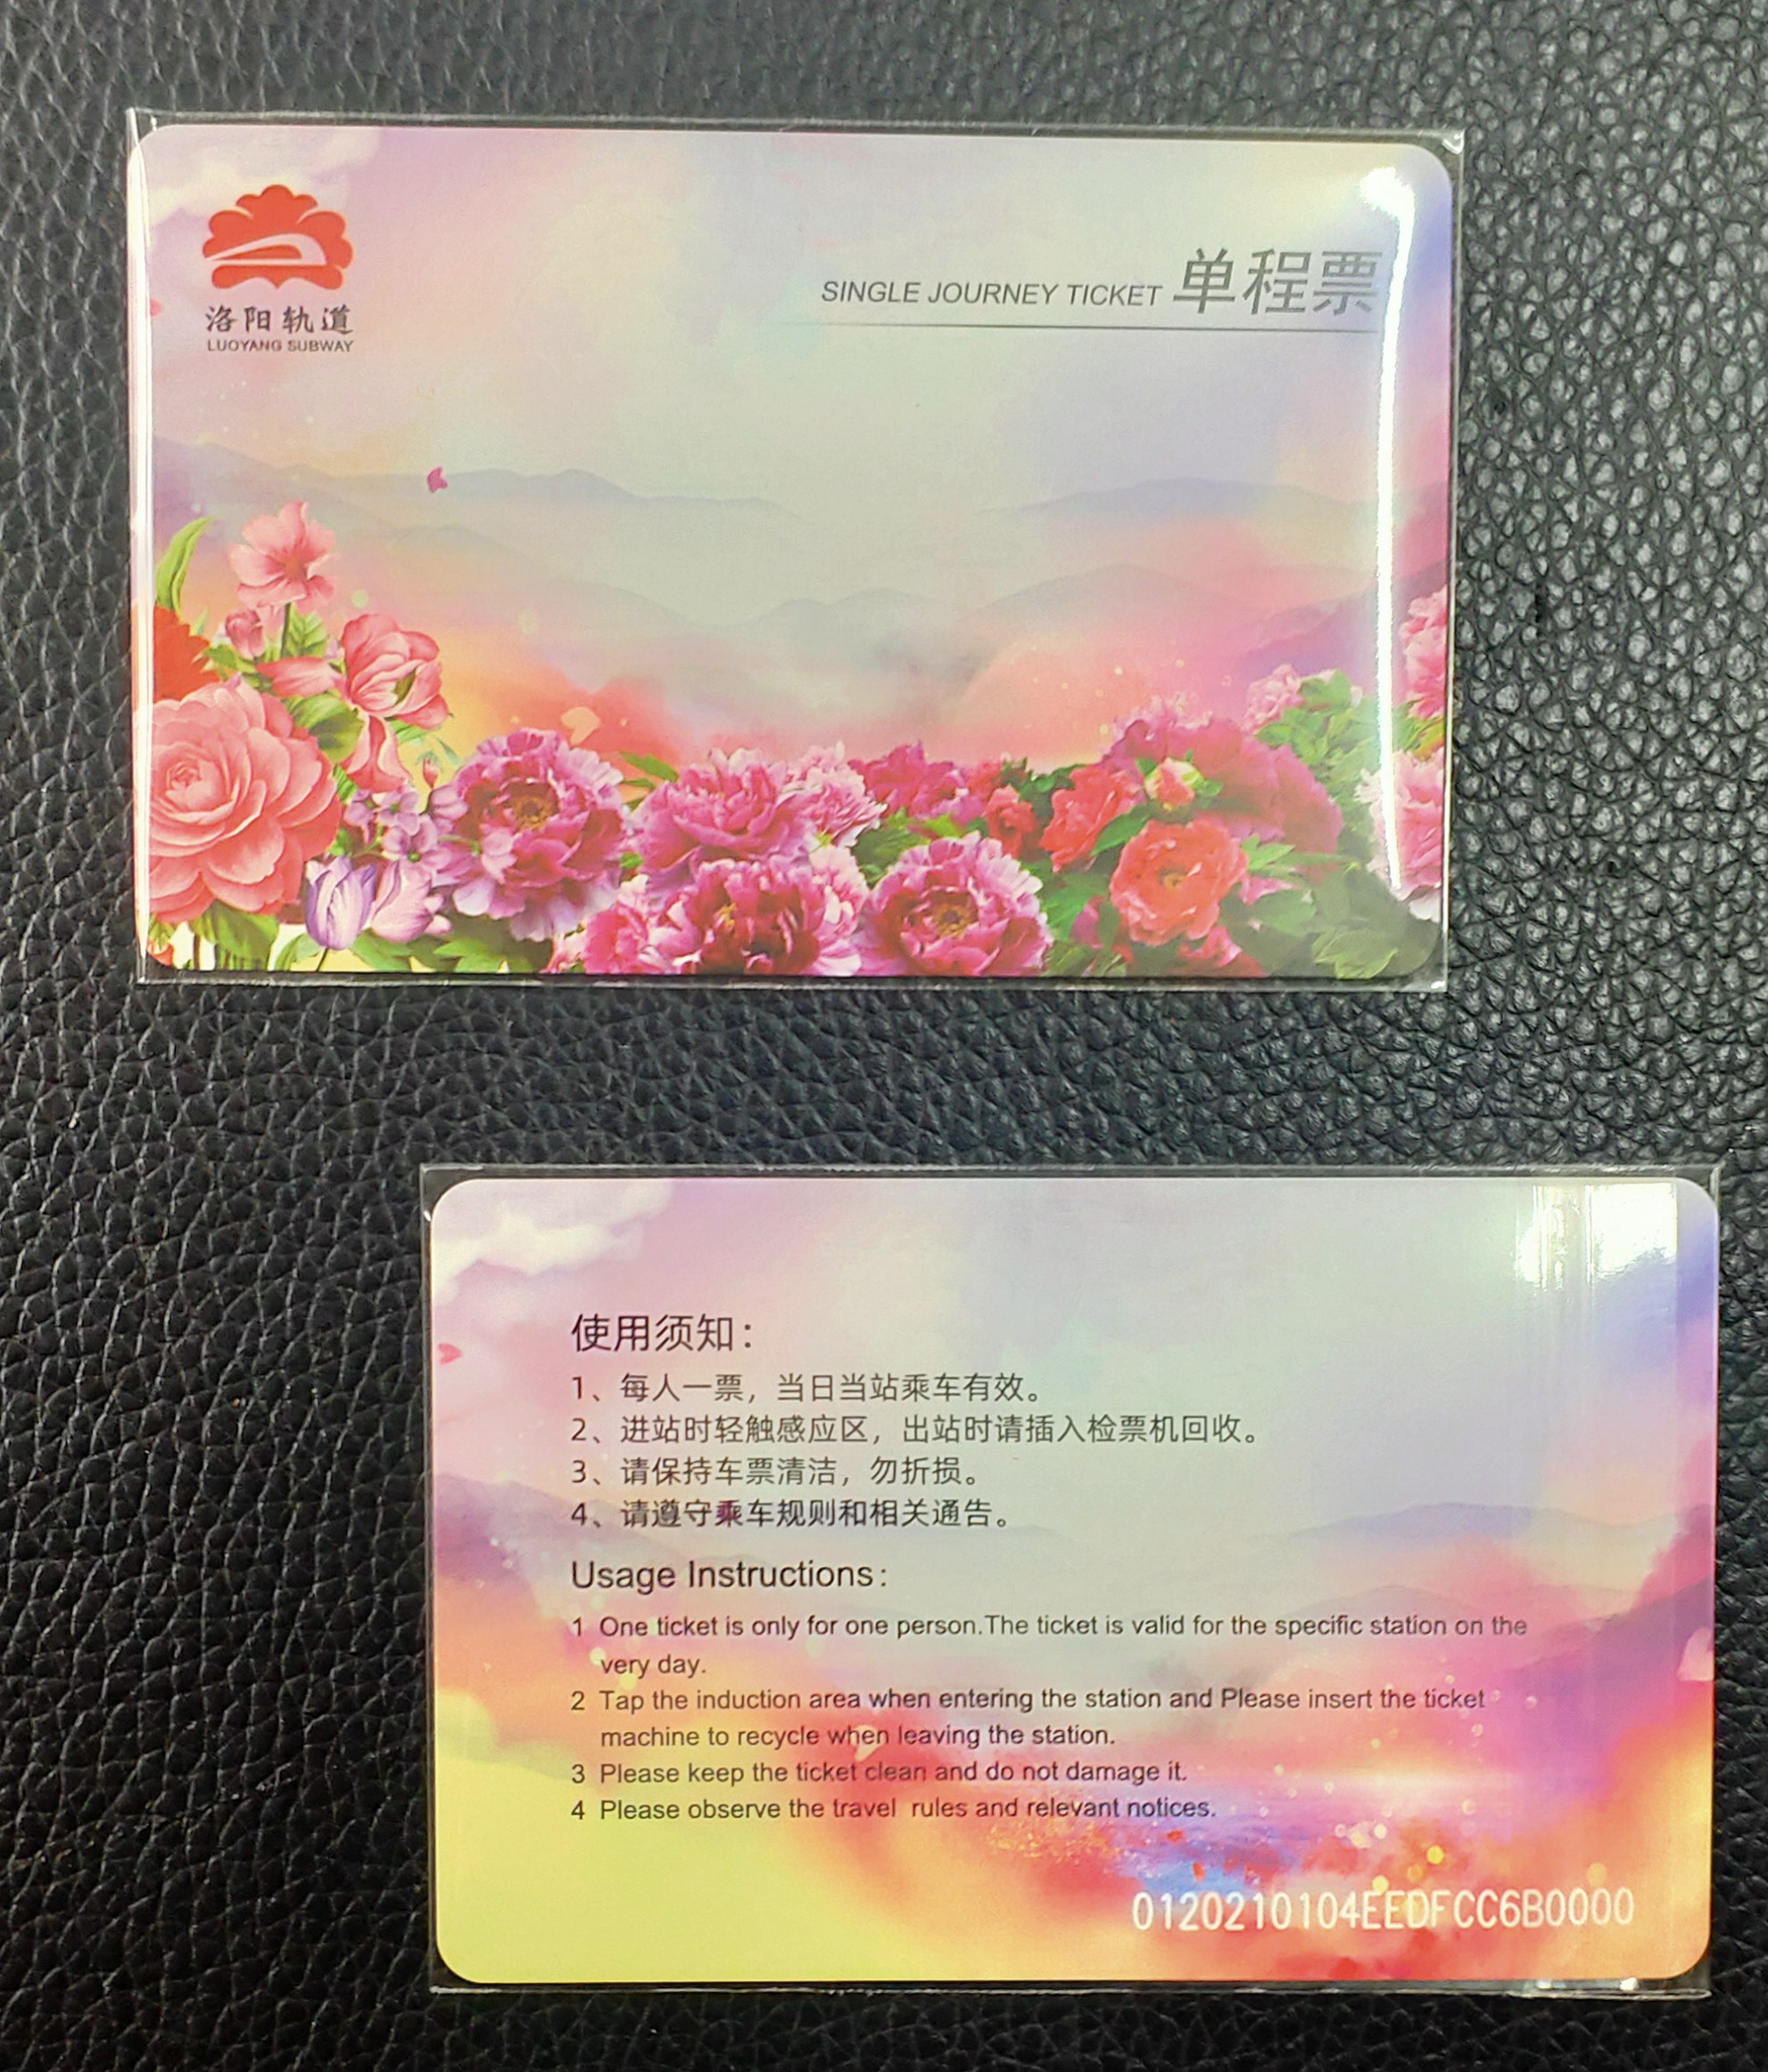 洛阳轨道
LUOYANG SUBWAY
SINGLE JOURNEY TICKET 单程票
使用须知：
1、每人一票，当日当站乘车有效。
2、进站时轻触感应区，出站时请插入检票机回收。
3、请保持车票清洁，勿折损。
4、请遵守乘车规则和相关通告。
Usage Instructions:
1 One ticket is only for one person.The ticket is valid for the specific station on the
very day.
2 Tap the induction area when entering the station and Please insert the ticket
machine to recycle when leaving the station.
3 Please keep the ticket clean and do not damage it.
4 Please observe the travel  rules and relevant notices.
0120210104EEDFCC6B0000